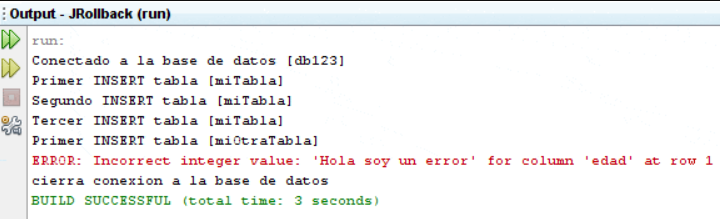 Output - JRollback (run)
run:
Conectado a la base de datos [db123]
Primer INSERT tabla [miTabla]
Segundo INSERT tabla [miTabla]
Tercer INSERT tabla [miTabla]
Primer INSERT tabla [miOtraTabla]
ERROR: Incorrect integer value: 'Hola soy un error' for column 'edad' at row 1
cierra conexion a la base de datos
BUILD SUCCESSFUL (total time: 3 seconds)